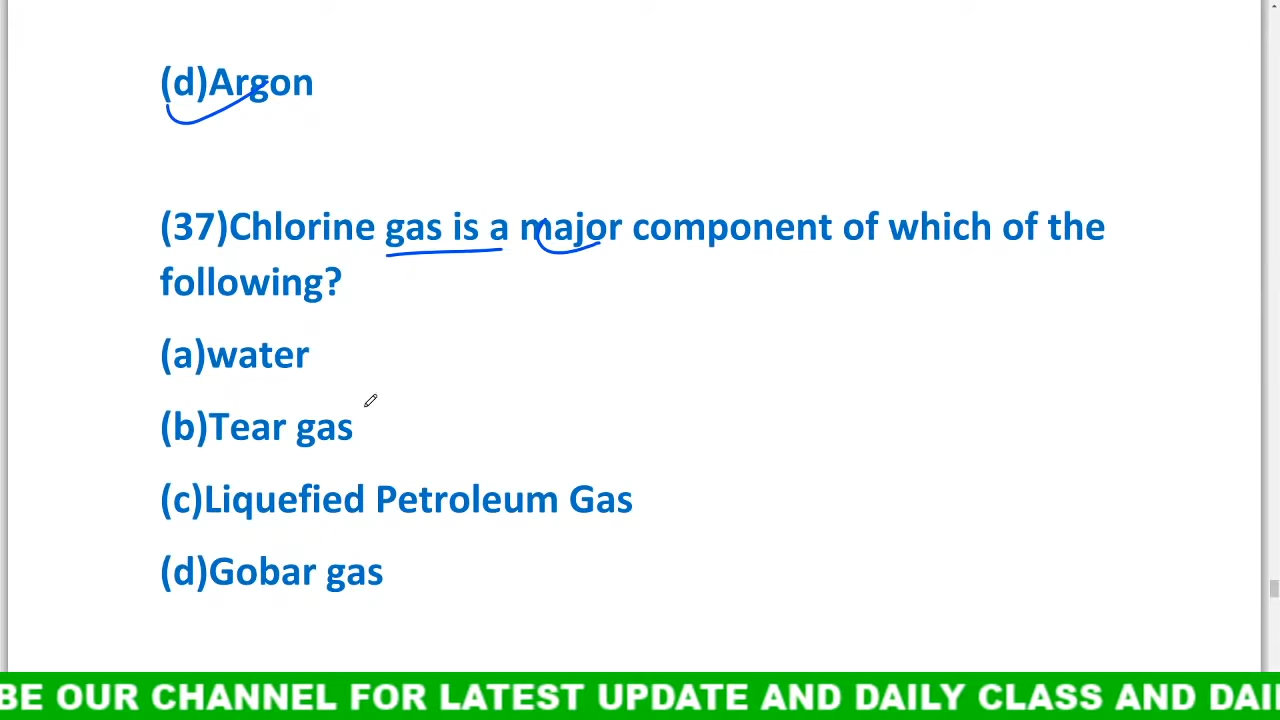 (d)Argon
(37)Chlorine gas is a major component of which of the
following?
(a)water
(b)Tear gas
(c)Liquefied Petroleum Gas
(d)Gobar gas
BE OUR CHANNEL FOR LATEST UPDATE AND DAILY CLASS AND DAI